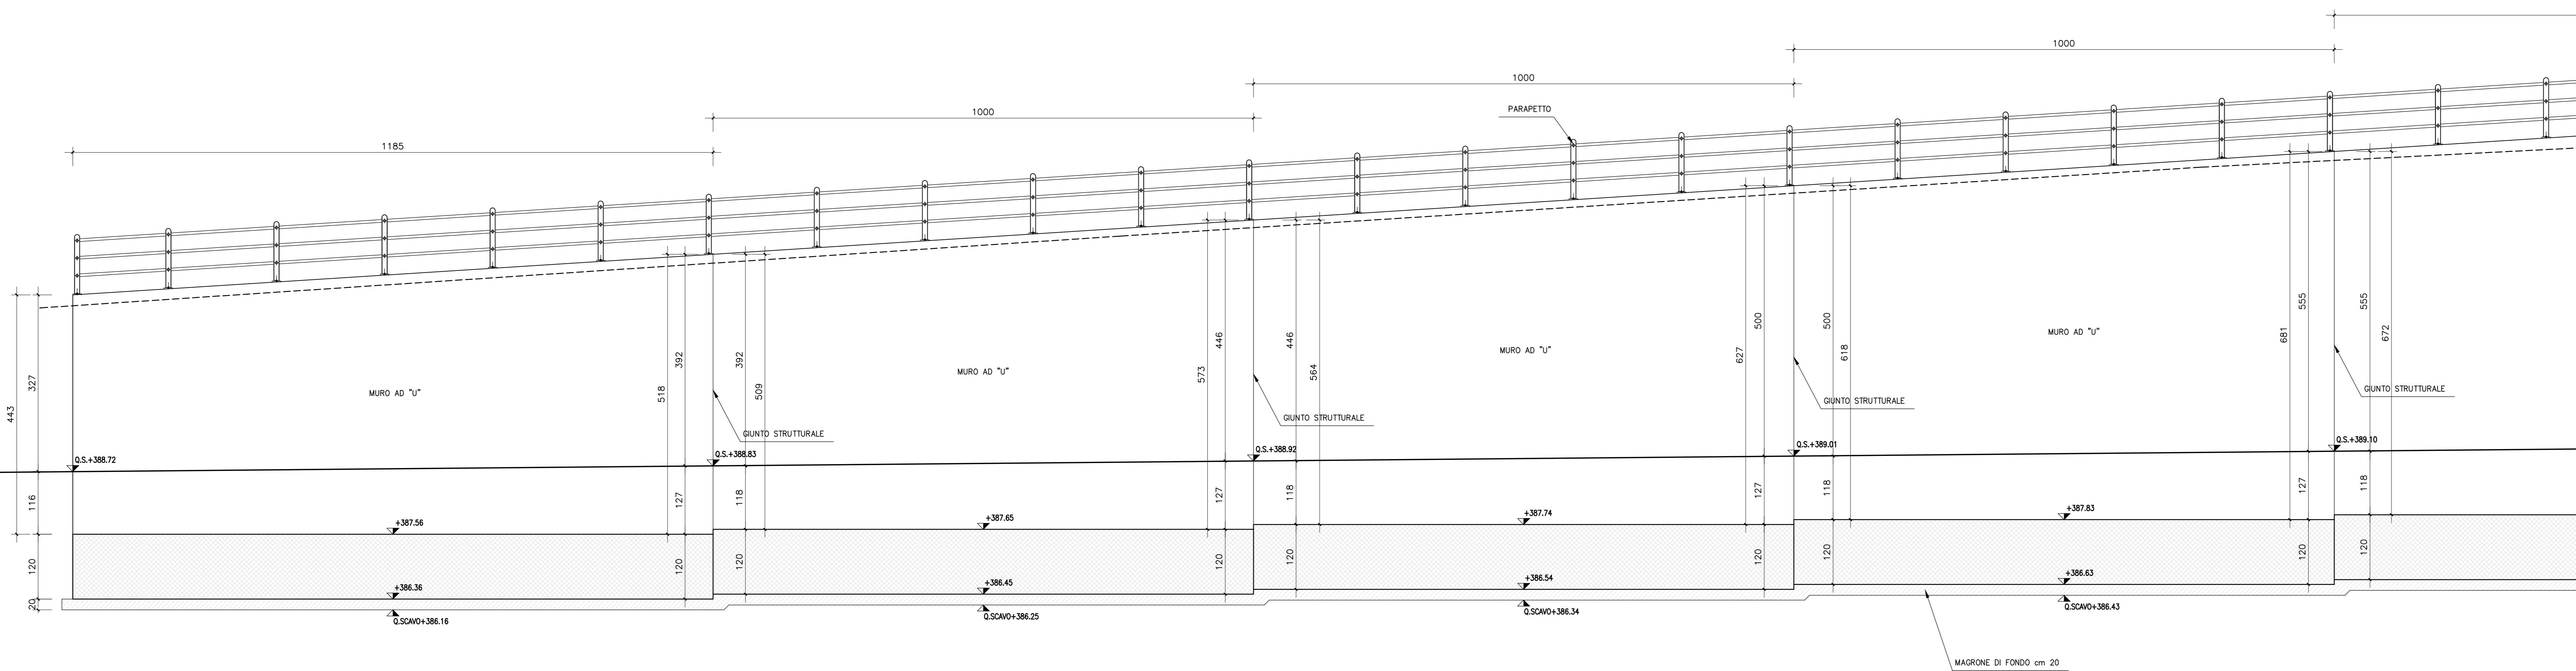 1000
1000
PARAPETTO
1000
1185
327
443
116
120
20
MURO AD "U"
518
392
127
120
392
509
118
120
GIUNTO STRUTTURALE
MURO AD "U"
573
446
127
120
446
564
118
120
GIUNTO STRUTTURALE
MURO AD "U"
627
500
127
120
500
618
118
120
GIUNTO STRUTTURALE
MURO AD "U"
681
555
127
120
555
672
118
120
GIUNTO STRUTTURALE
Q.S.+388.72
Q.S.+388.83
Q.S.+388.92
Q.S.+389.01
Q.S.+389.10
+387.56
+387.65
+387.74
+387.83
+386.36
+386.45
+386.54
+386.63
Q.SCAVO+386.16
Q.SCAVO+386.25
Q.SCAVO+386.34
Q.SCAVO+386.43
MAGRONE DI FONDO cm 20